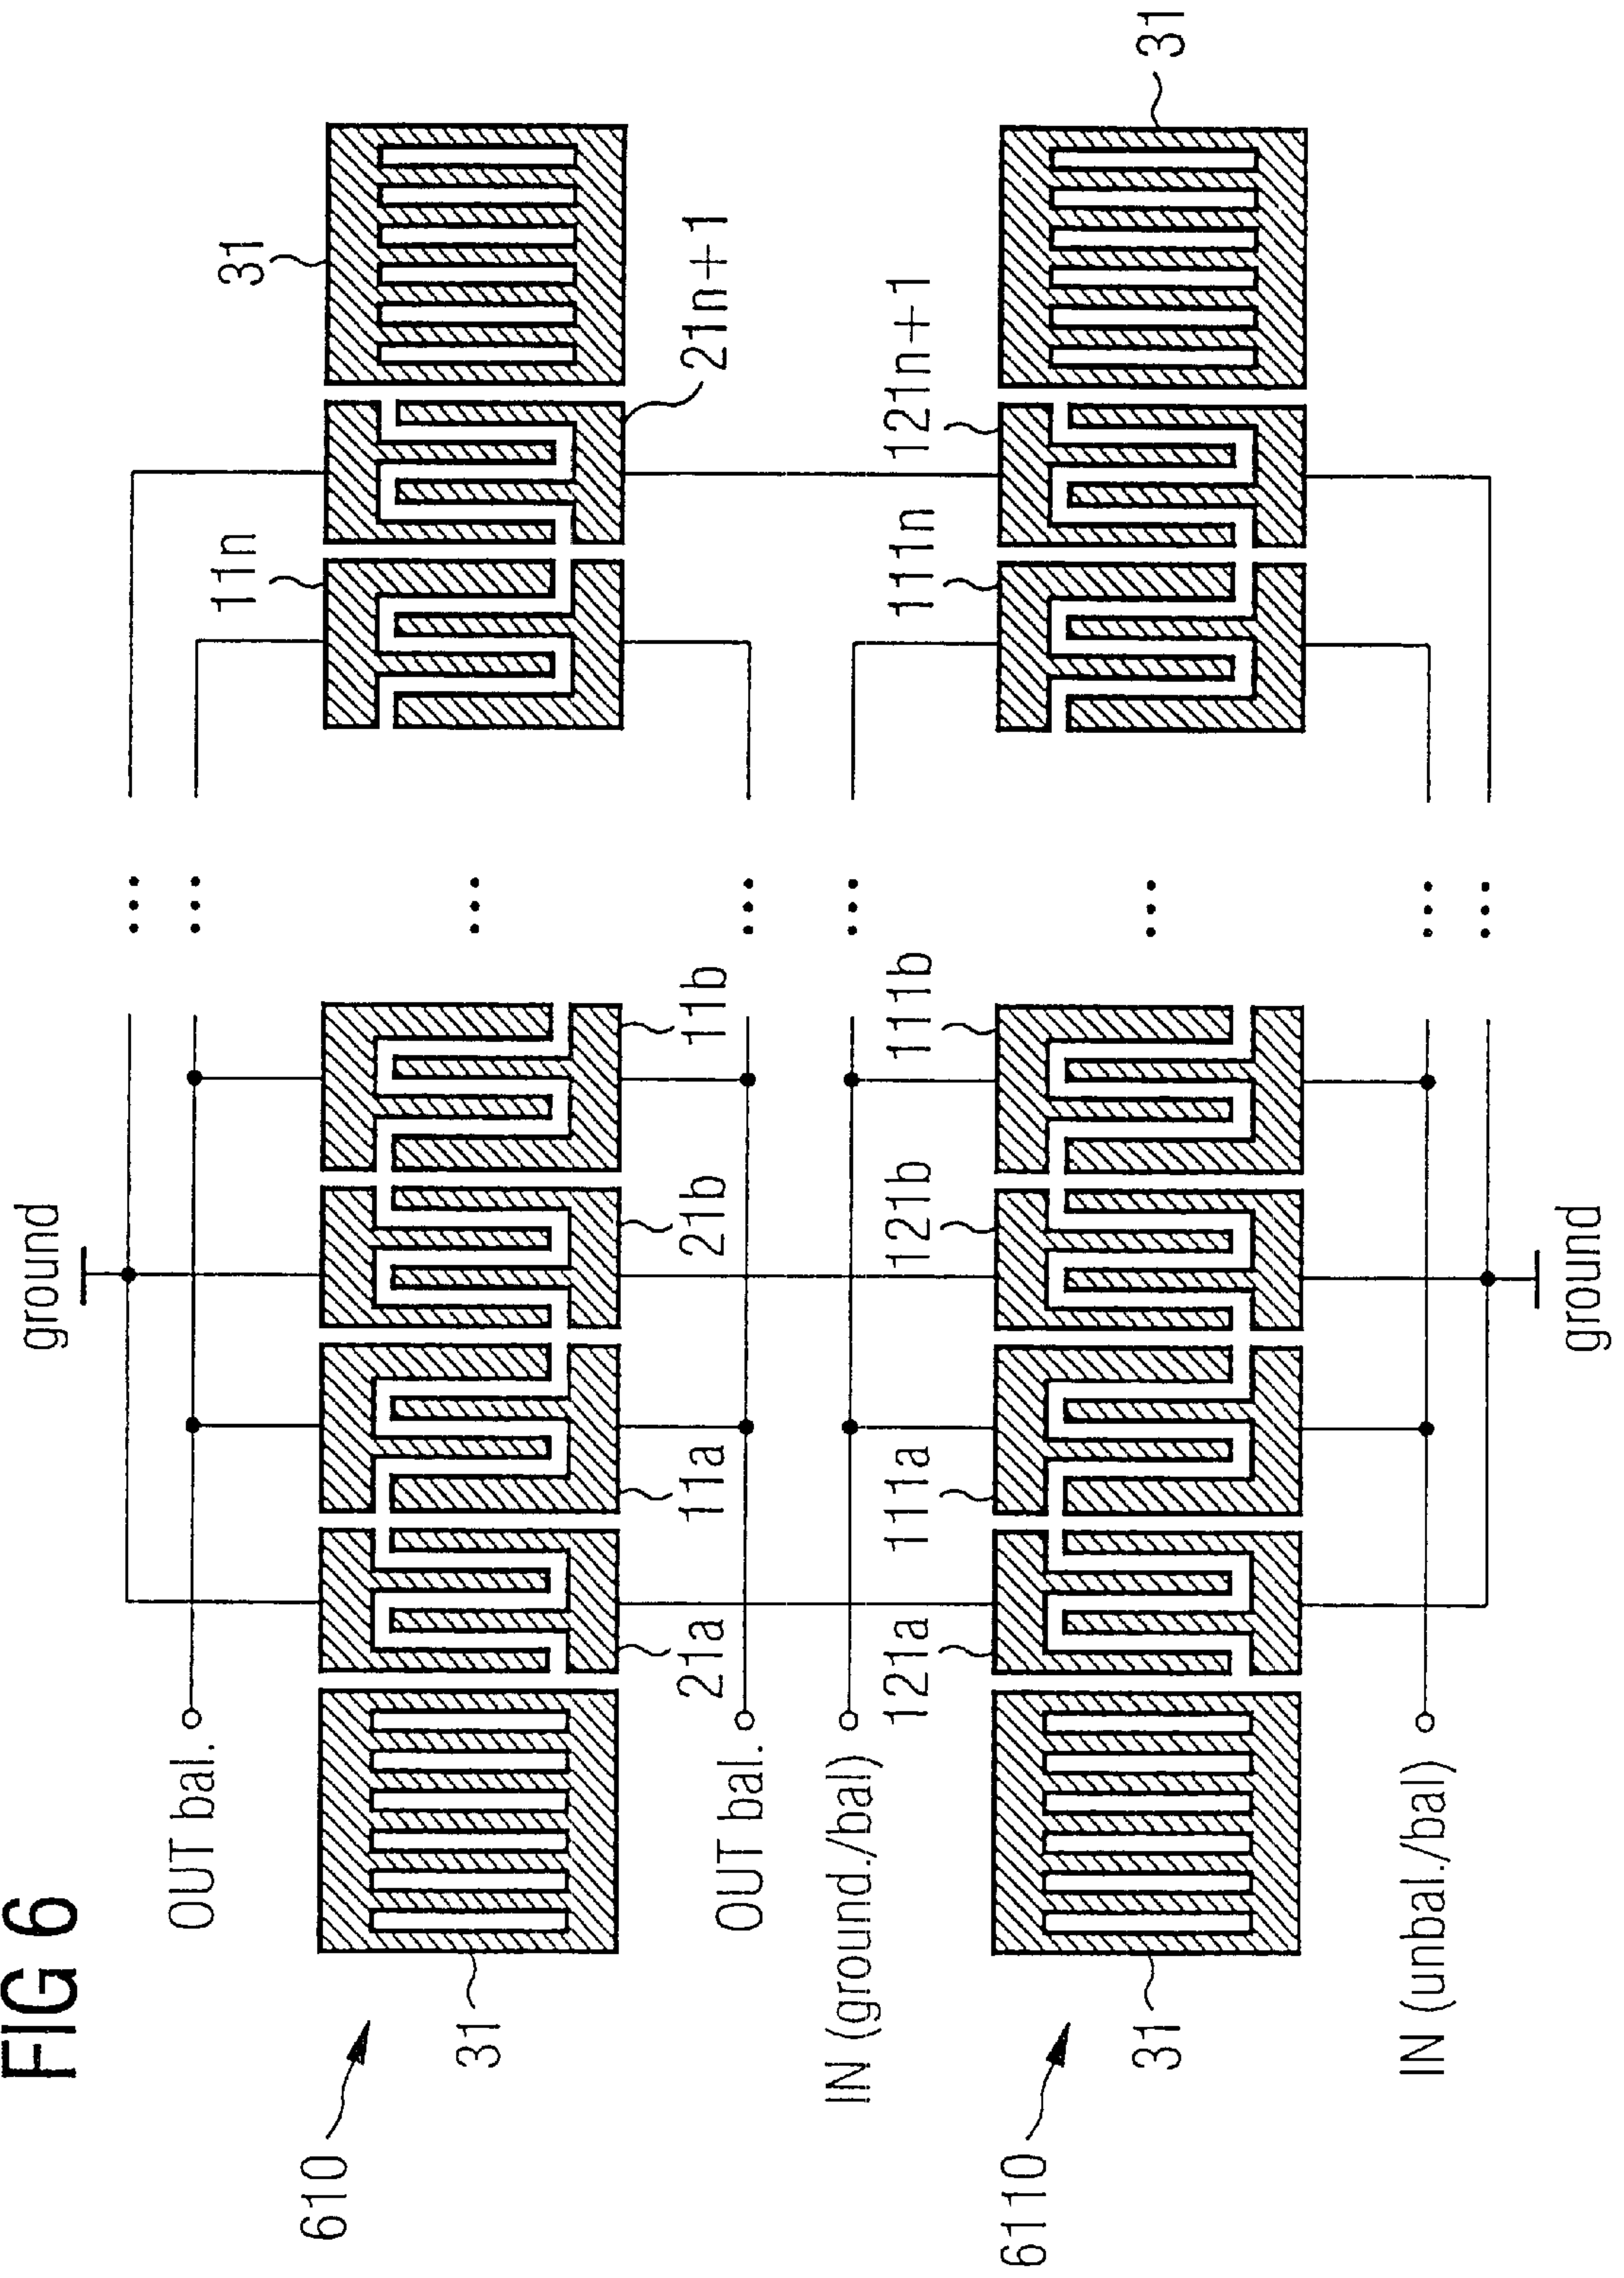 FIG 6
ground
OUT bal.
610
31
21a
11a
21b
11b
...
...
...
...
11n
21n+1
31
OUT bal.
IN (ground./bal)
6110
31
121a
111a
121b
111b
...
...
...
...
111n
121n+1
31
IN (unbal./bal)
ground